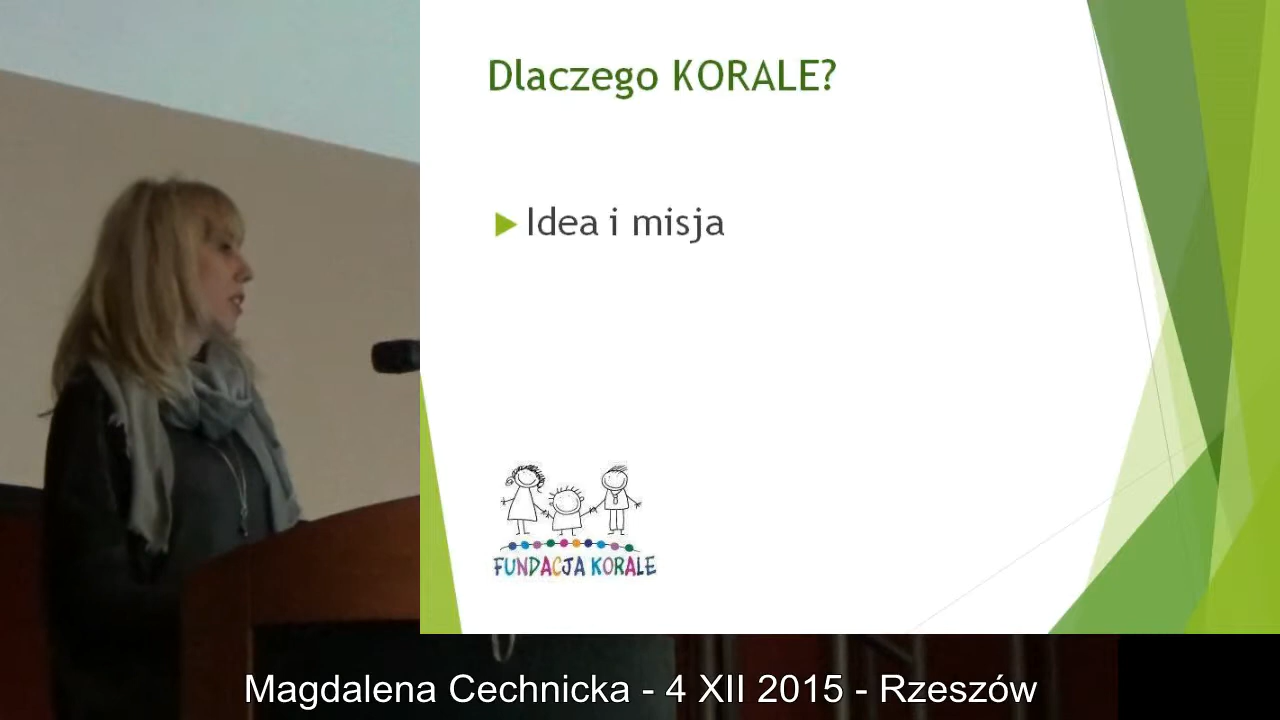 Dlaczego KORALE?
Idea i misja
FUNDACJA KORALE
Magdalena Cechnicka - 4 XII 2015 - Rzeszów